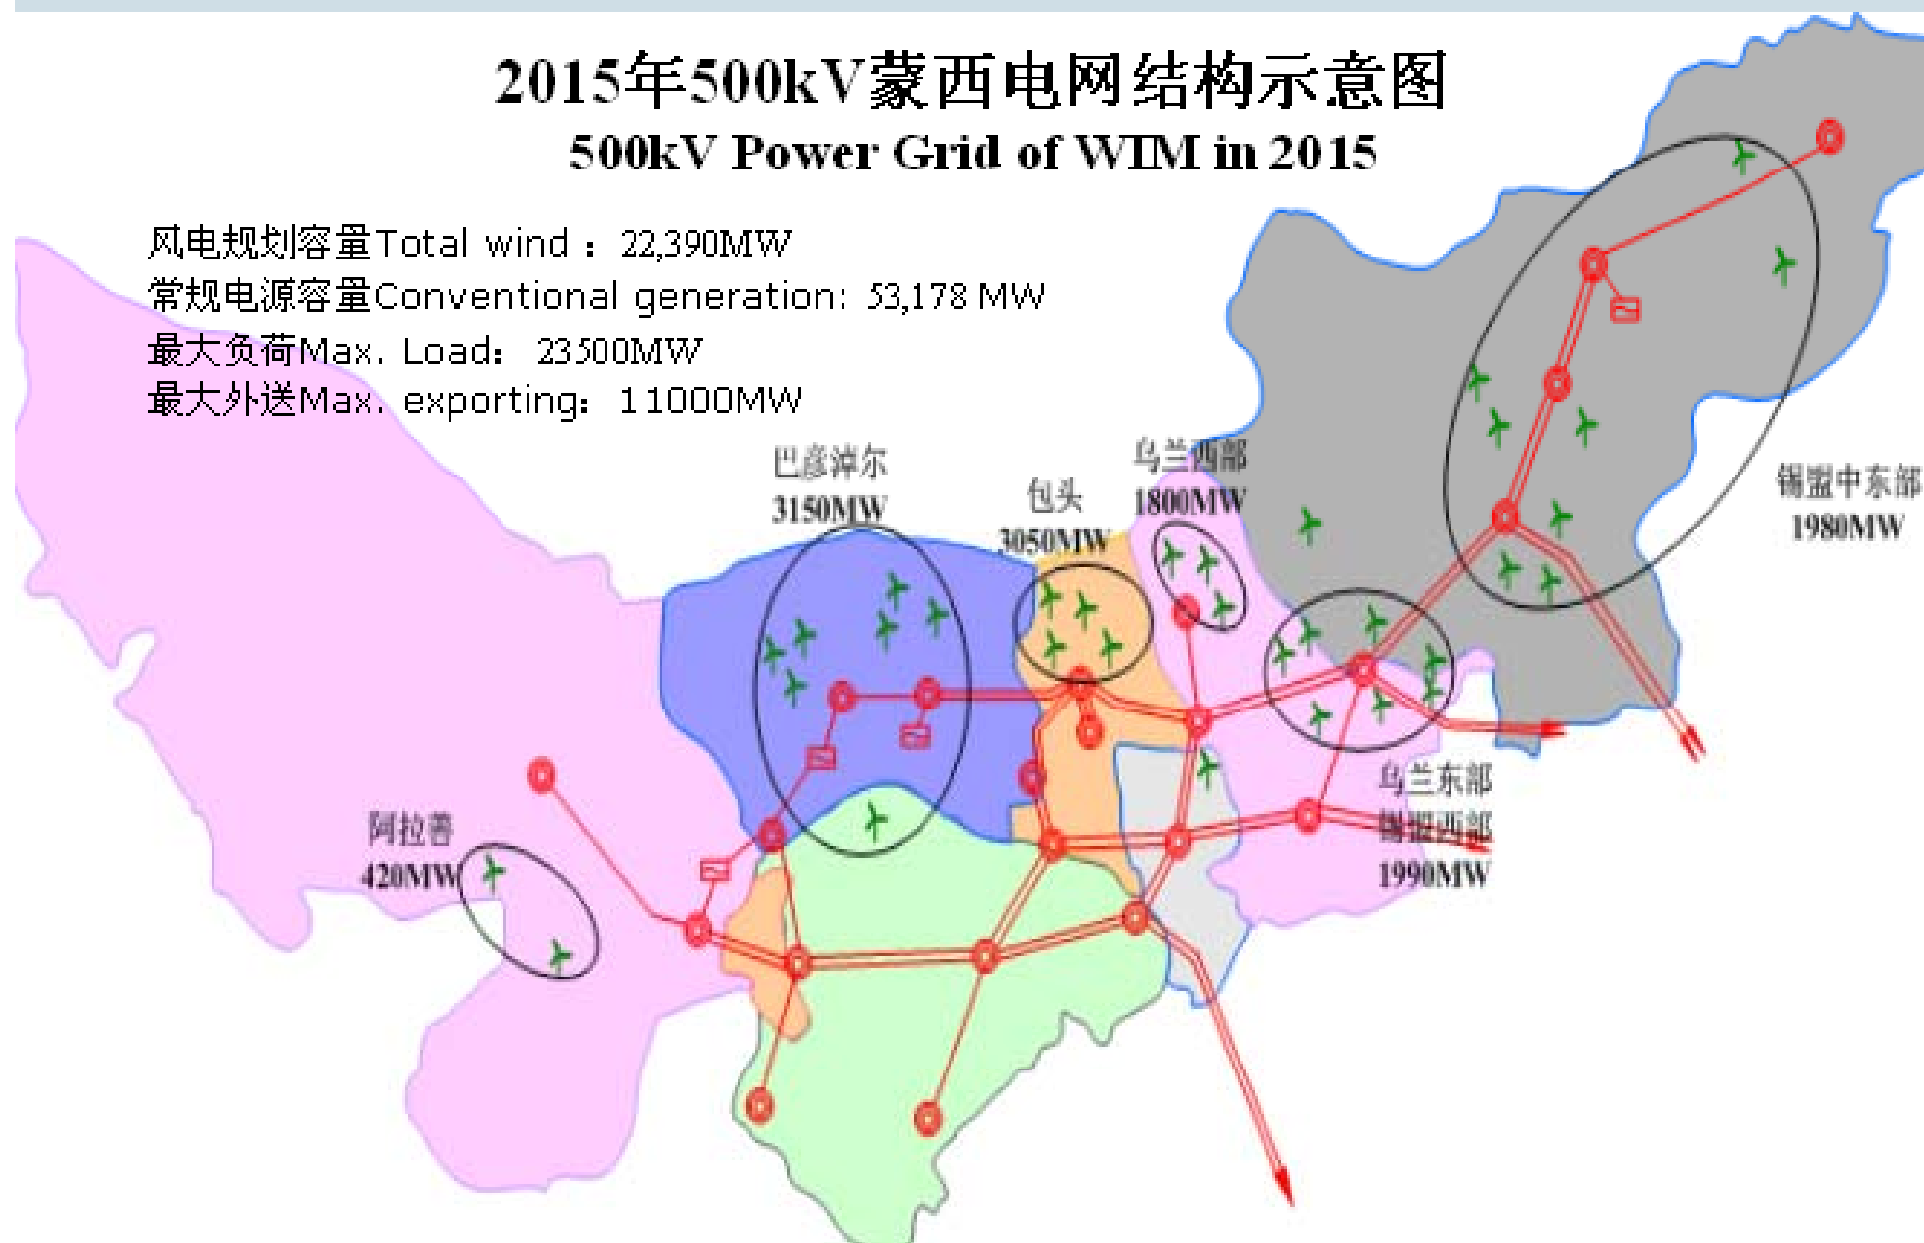 2015年500kV蒙西电网结构示意图
500kV Power Grid of WIM in 2015
风电规划容量Total wind：22,390MW
常规电源容量Conventional generation: 53,178 MW
最大负荷Max. Load: 23500MW
最大外送Max. exporting: 11000MW
巴彦淖尔
3150MW
包头
3050MW
乌兰西部
1800MW
锡盟中东部
1980MW
阿拉善
420MW
乌兰东部
锡盟西部
1990MW